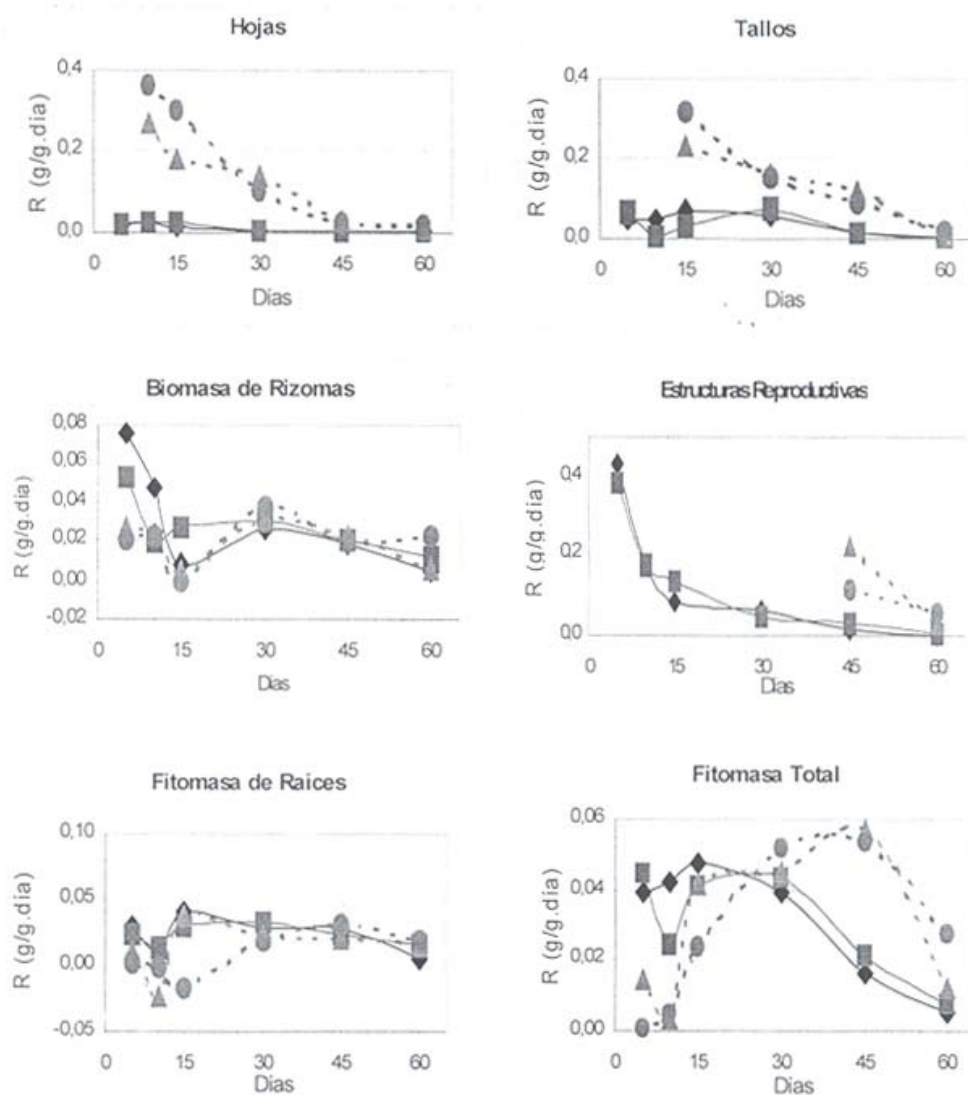 Hojas
0,4
0,2
0,0
R (g/g.dia)
0 15 30 45 60
Dias
Tallos
0,4
0,2
0,0
R (g/g.dia)
0 15 30 45 60
Dias
Biomasa de Rizomas
0,08
0,06
0,04
0,02
0,00
-0,02
R (g/g.dia)
0 15 30 45 60
Dias
Estructuras Reproductivas
0,4
0,2
0,0
R (g/g.dia)
0 15 30 45 60
Dias
Fitomasa de Raices
0,10
0,05
0,00
-0,05
R (g/g.dia)
0 15 30 45 60
Dias
Fitomasa Total
0,06
0,04
0,02
0,00
R (g/g.dia)
0 15 30 45 60
Dias